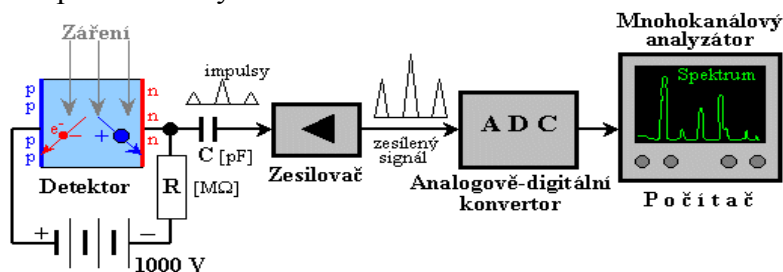 Záření
p
p
p
p
n
n
n
n
e-
+
Detektor
impulsy
C [pF]
R
[MΩ]
+
−
1000 V
Zesilovač
zesílený
signál
A D C
Analogově-digitální
konvertor
Mnohokanálový
analyzátor
Spektrum
P o č í t a č